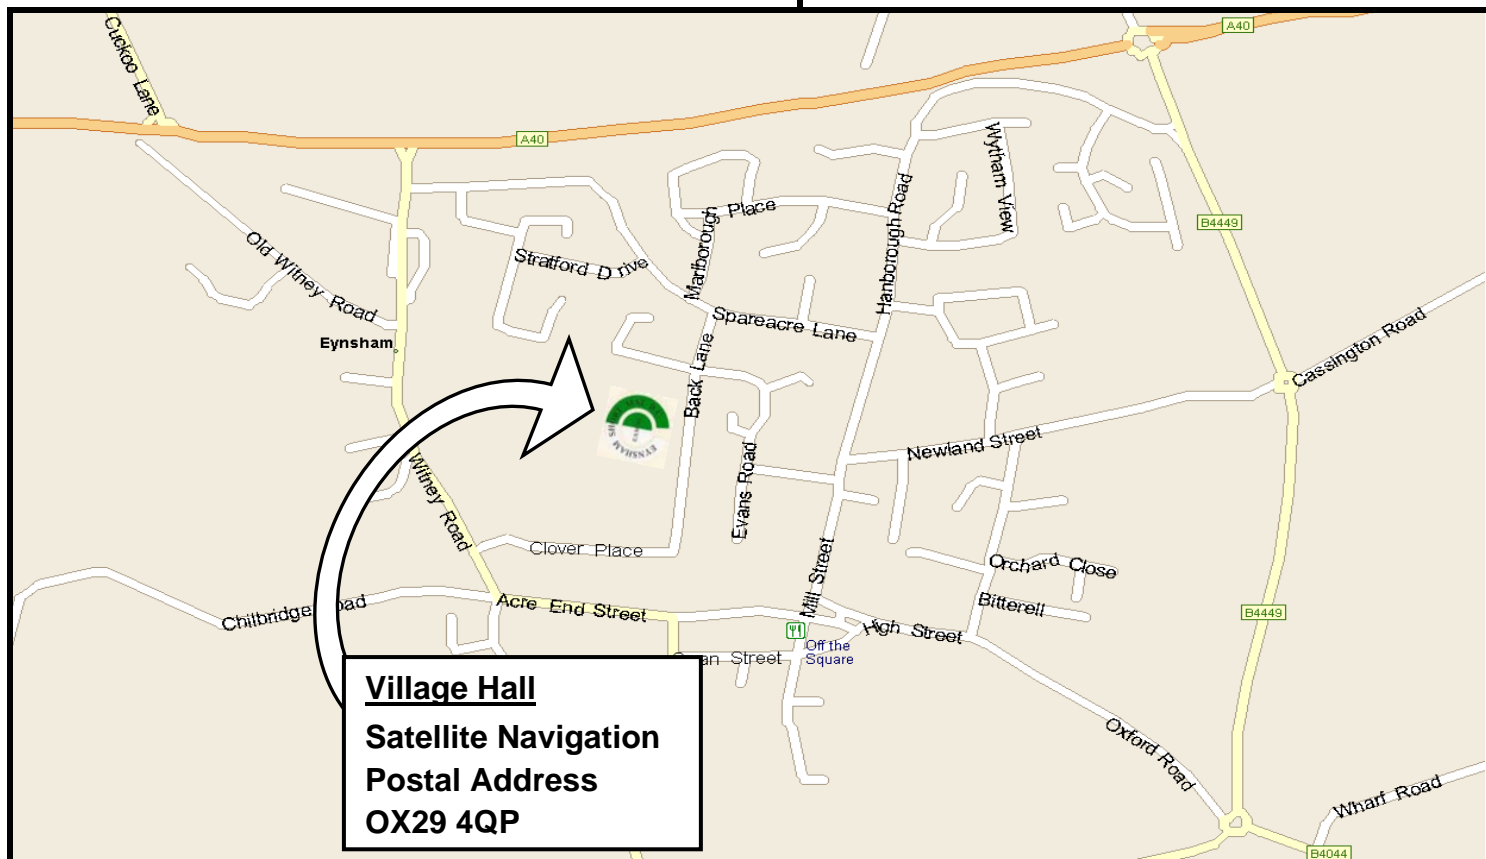 A40
Cuckoo Lane
A40
Wytham View
Hanborough Road
Marlborough Place
B4449
Old Witney Road
Stratford Drive
Spareacre Lane
Eynsham
Back Lane
Cassington Road
EYNSHAM
Newland Street
Evans Road
Witney Road
Clover Place
Mill Street
Orchard Close
Bitterell
Chilbridge
Acre End Street
B4449
High Street
Off the
Square
Street
Village Hall
Satellite Navigation
Postal Address
OX29 4QP
Oxford Road
Wharf Road
B4044